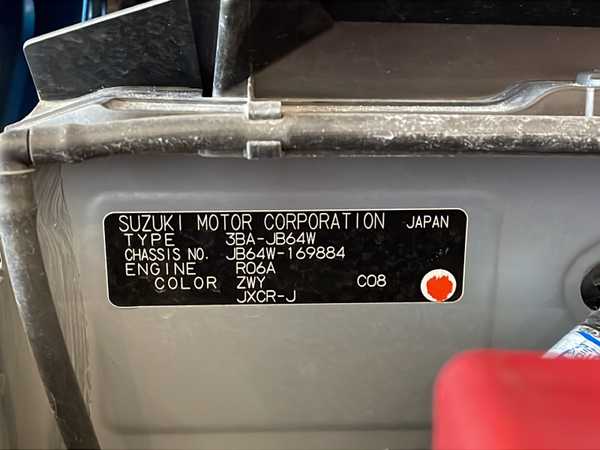 SUZUKI MOTOR CORPORATION JAPAN
TYPE 3BA-JB64W
CHASSIS NO. JB64W-169884
ENGINE R06A
COLOR ZWY C08
JXCR-J